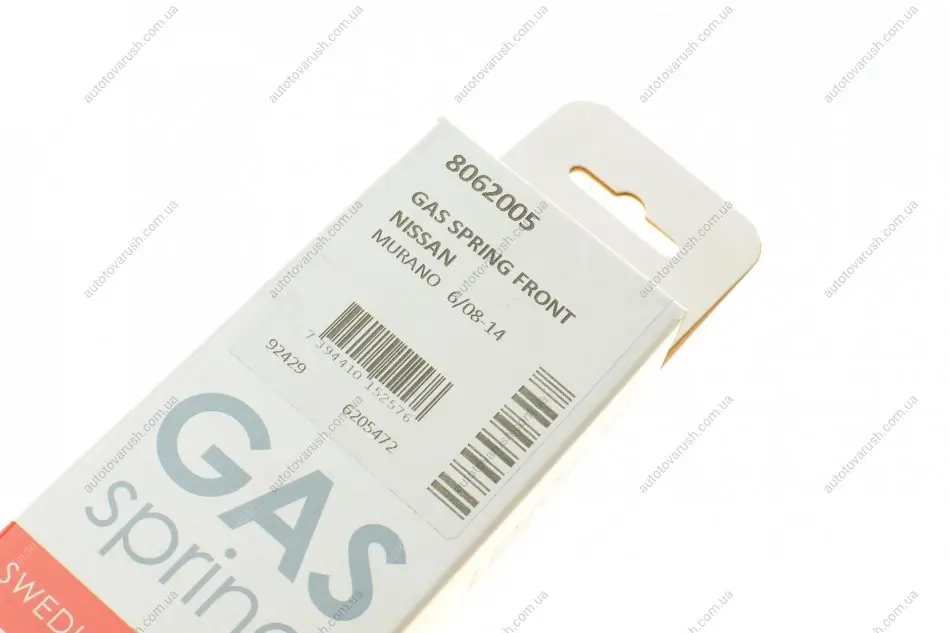 8062005
GAS SPRING FRONT
NISSAN
MURANO 6/08-14
7 394410 152576
92429
6205472
GAS
spring
SWEDI
autotovarush.com.ua